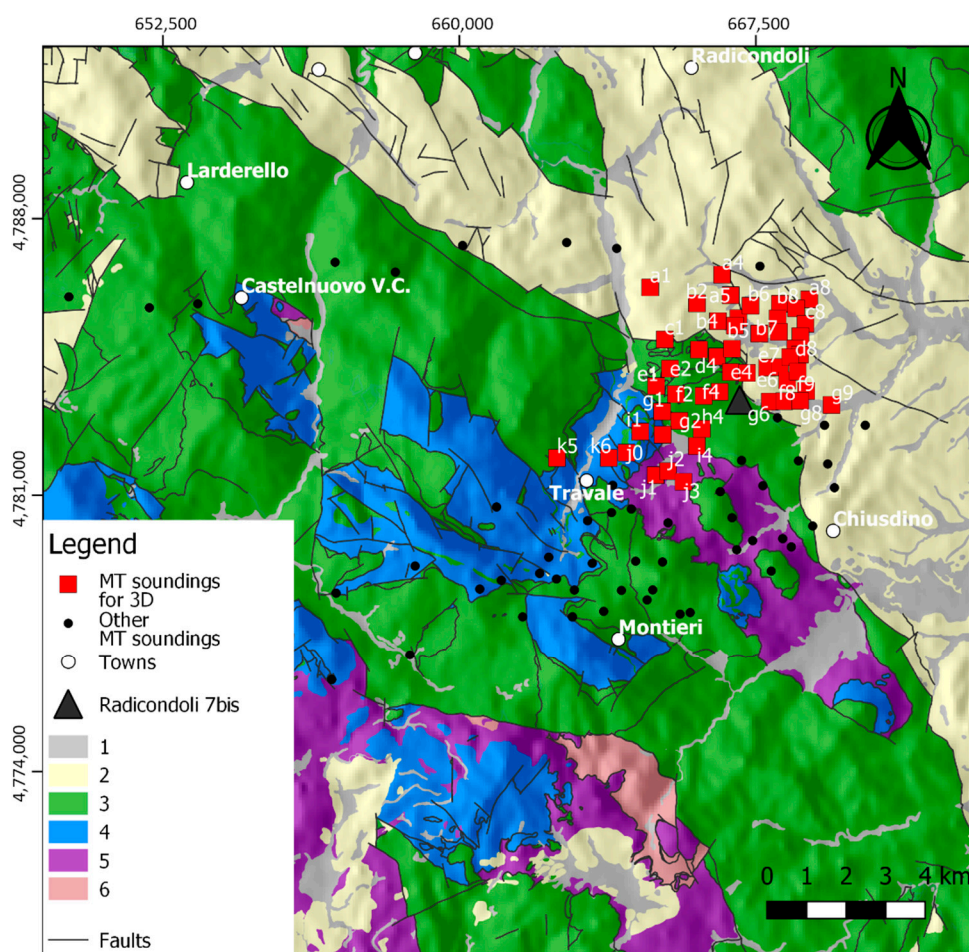 652,500
660,000
667,500
Radicondoli
N
Larderello
4,788,000
Castelnuovo V.C.
a4
a1
a8
b2
a5
b6
b8
b4
c8
c1
b5
b7
d8
d4
e7
e2
e1
e4
e6
f4
f9
f2
f8
g9
g1
g6
g8
g2
h4
i1
k5
k6
j0
i4
j2
j1
j3
4,781,000
Travale
Chiusdino
Legend
MT soundings
for 3D
Other
MT soundings
Towns
Montieri
Radicondoli 7bis
1
2
4,774,000
3
4
5
0 1 2 3 4 km
6
Faults